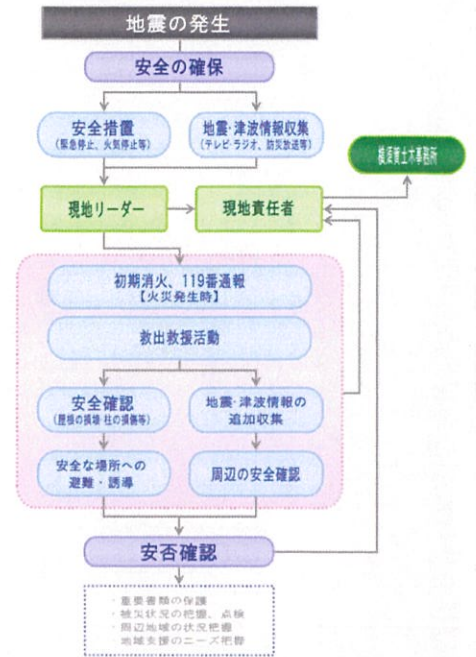 地震の発生
安全の確保
安全措置
(緊急停止、火気停止等)
地震・津波情報収集
(テレビ・ラジオ、防災放送等)
横須賀土木事務所
現地リーダー
現地責任者
初期消火、119番通報
【火災発生時】
救出救援活動
安全確認
(屋根の損壊・柱の損傷等)
地震・津波情報の
追加収集
安全な場所への
避難・誘導
周辺の安全確認
安否確認
・重要書類の保護
・被災状況の把握、点検
・周辺地域の状況把握
・地域支援のニーズ把握